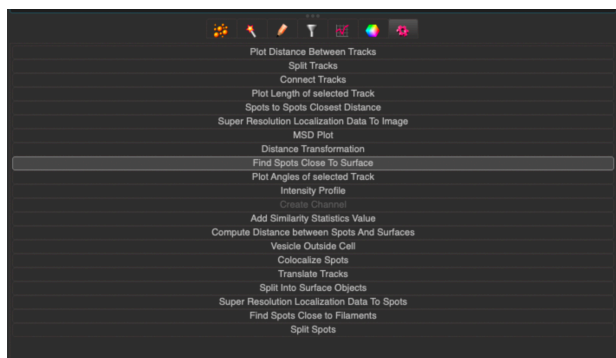 Plot Distance Between Tracks
Split Tracks
Connect Tracks
Plot Length of selected Track
Spots to Spots Closest Distance
Super Resolution Localization Data To Image
MSD Plot
Distance Transformation
Find Spots Close To Surface
Plot Angles of selected Track
Intensity Profile
Create Channel
Add Similarity Statistics Value
Compute Distance between Spots And Surfaces
Vesicle Outside Cell
Colocalize Spots
Translate Tracks
Split Into Surface Objects
Super Resolution Localization Data To Spots
Find Spots Close to Filaments
Split Spots